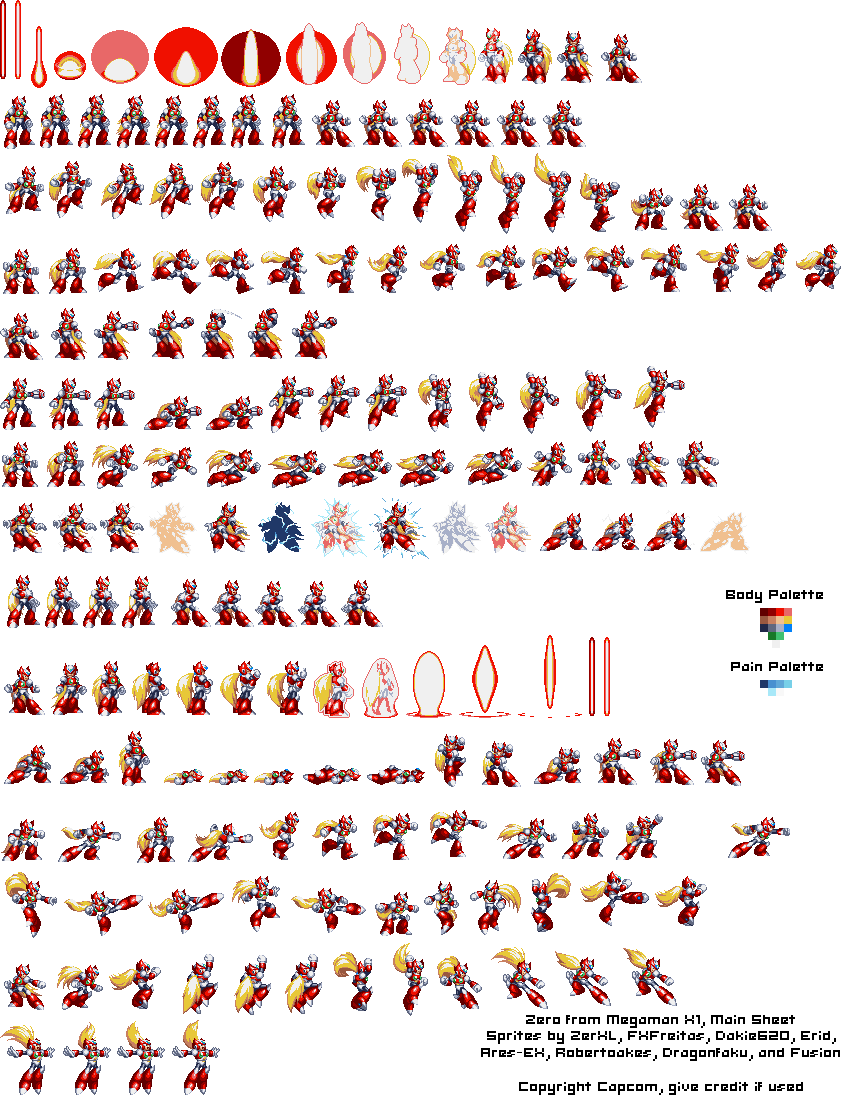 Body Palette
Pain Palette
Zero from Megaman X1, Main Sheet
Sprites by ZerXL, FXFreitas, Dakie620, Erid,
Ares-EX, Robertoakes, Dragonfaku, and Fusion
Copyright Capcom, give credit if used